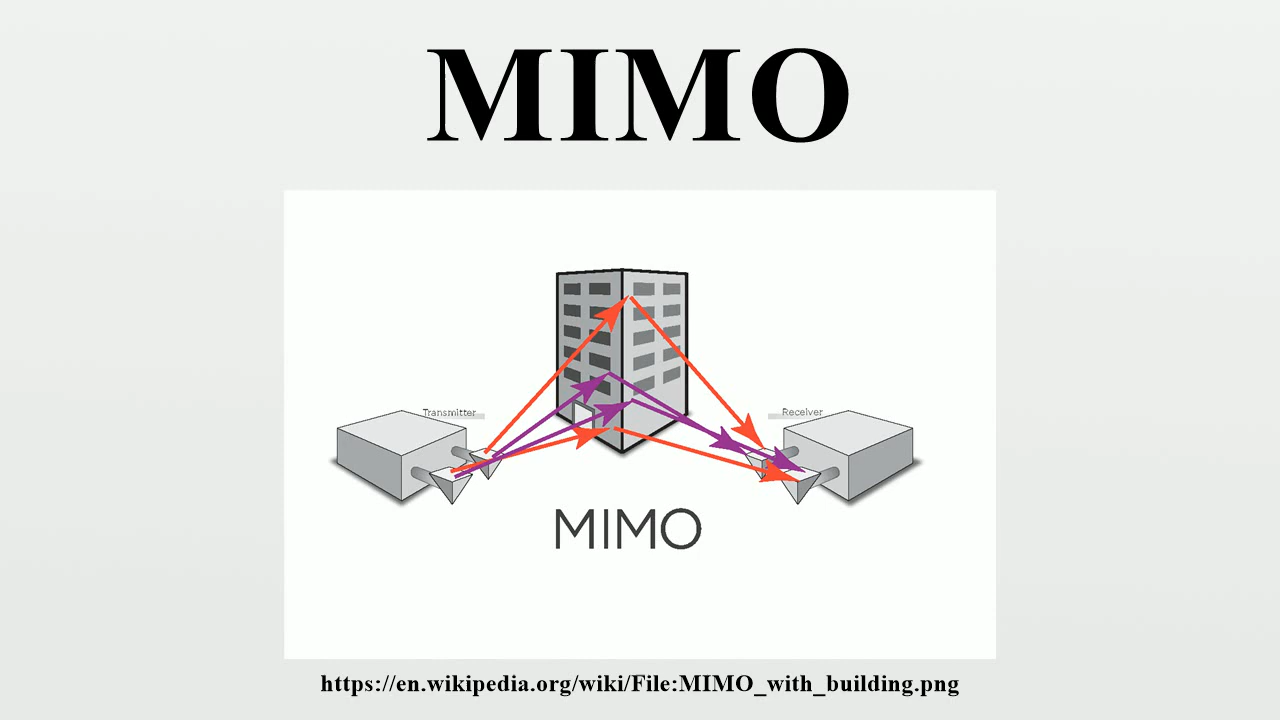 MIMO
Transmitter
Receiver
MIMO
https://en.wikipedia.org/wiki/File:MIMO_with_building.png